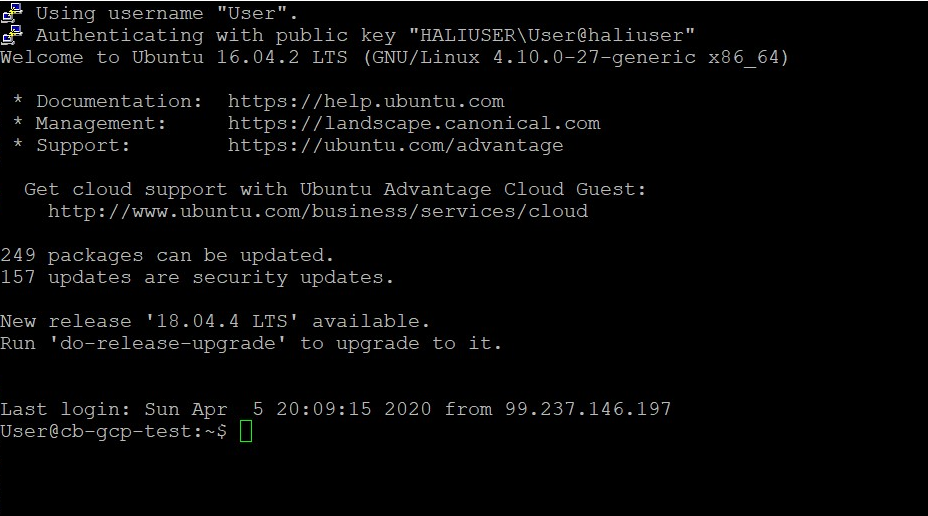 Using username "User".
Authenticating with public key "HALIUSER\User@haliuser"
Welcome to Ubuntu 16.04.2 LTS (GNU/Linux 4.10.0-27-generic x86_64)
* Documentation:  https://help.ubuntu.com
* Management:     https://landscape.canonical.com
* Support:        https://ubuntu.com/advantage
Get cloud support with Ubuntu Advantage Cloud Guest:
http://www.ubuntu.com/business/services/cloud
249 packages can be updated.
157 updates are security updates.
New release '18.04.4 LTS' available.
Run 'do-release-upgrade' to upgrade to it.
Last login: Sun Apr  5 20:09:15 2020 from 99.237.146.197
User@cb-gcp-test:~$